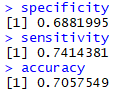 > specificity
[1] 0.6881995
> sensitivity
[1] 0.7414381
> accuracy
[1] 0.7057549